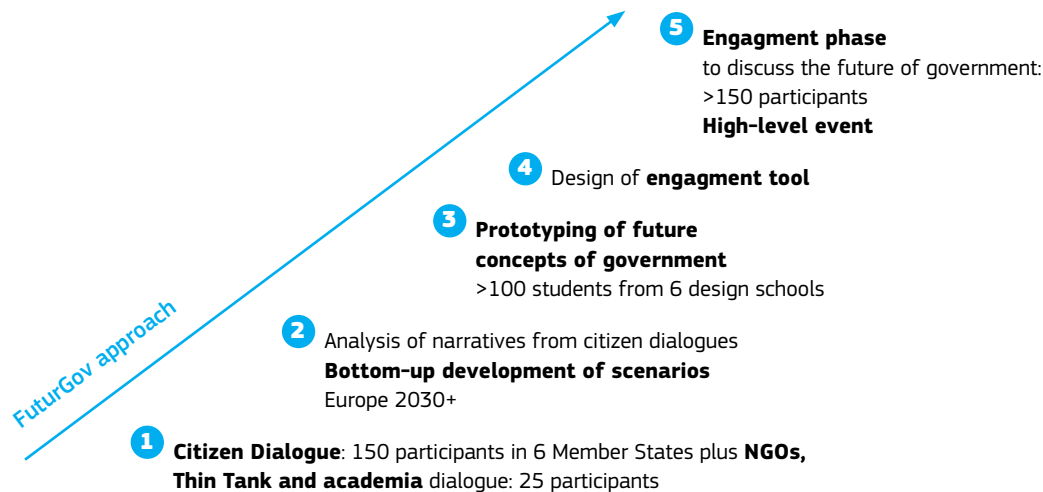 5 Engagment phase
to discuss the future of government:
>150 participants
High-level event
4 Design of engagment tool
3 Prototyping of future
concepts of government
>100 students from 6 design schools
FuturGov approach
2 Analysis of narratives from citizen dialogues
Bottom-up development of scenarios
Europe 2030+
1 Citizen Dialogue: 150 participants in 6 Member States plus NGOs,
Thin Tank and academia dialogue: 25 participants